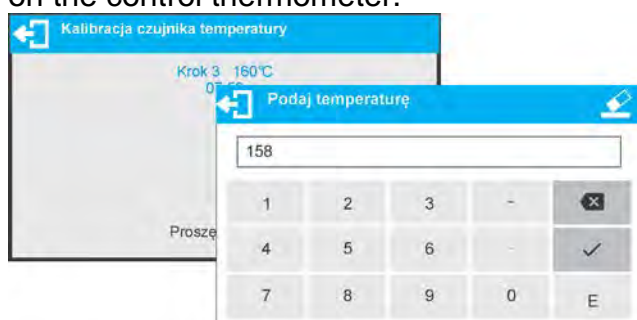 on the control thermometer.
Kalibracja czujnika temperatury
Krok 3 160°C
Proszę
Podaj temperaturę
158
1 2 3 -
4 5 6
7 8 9 0 E